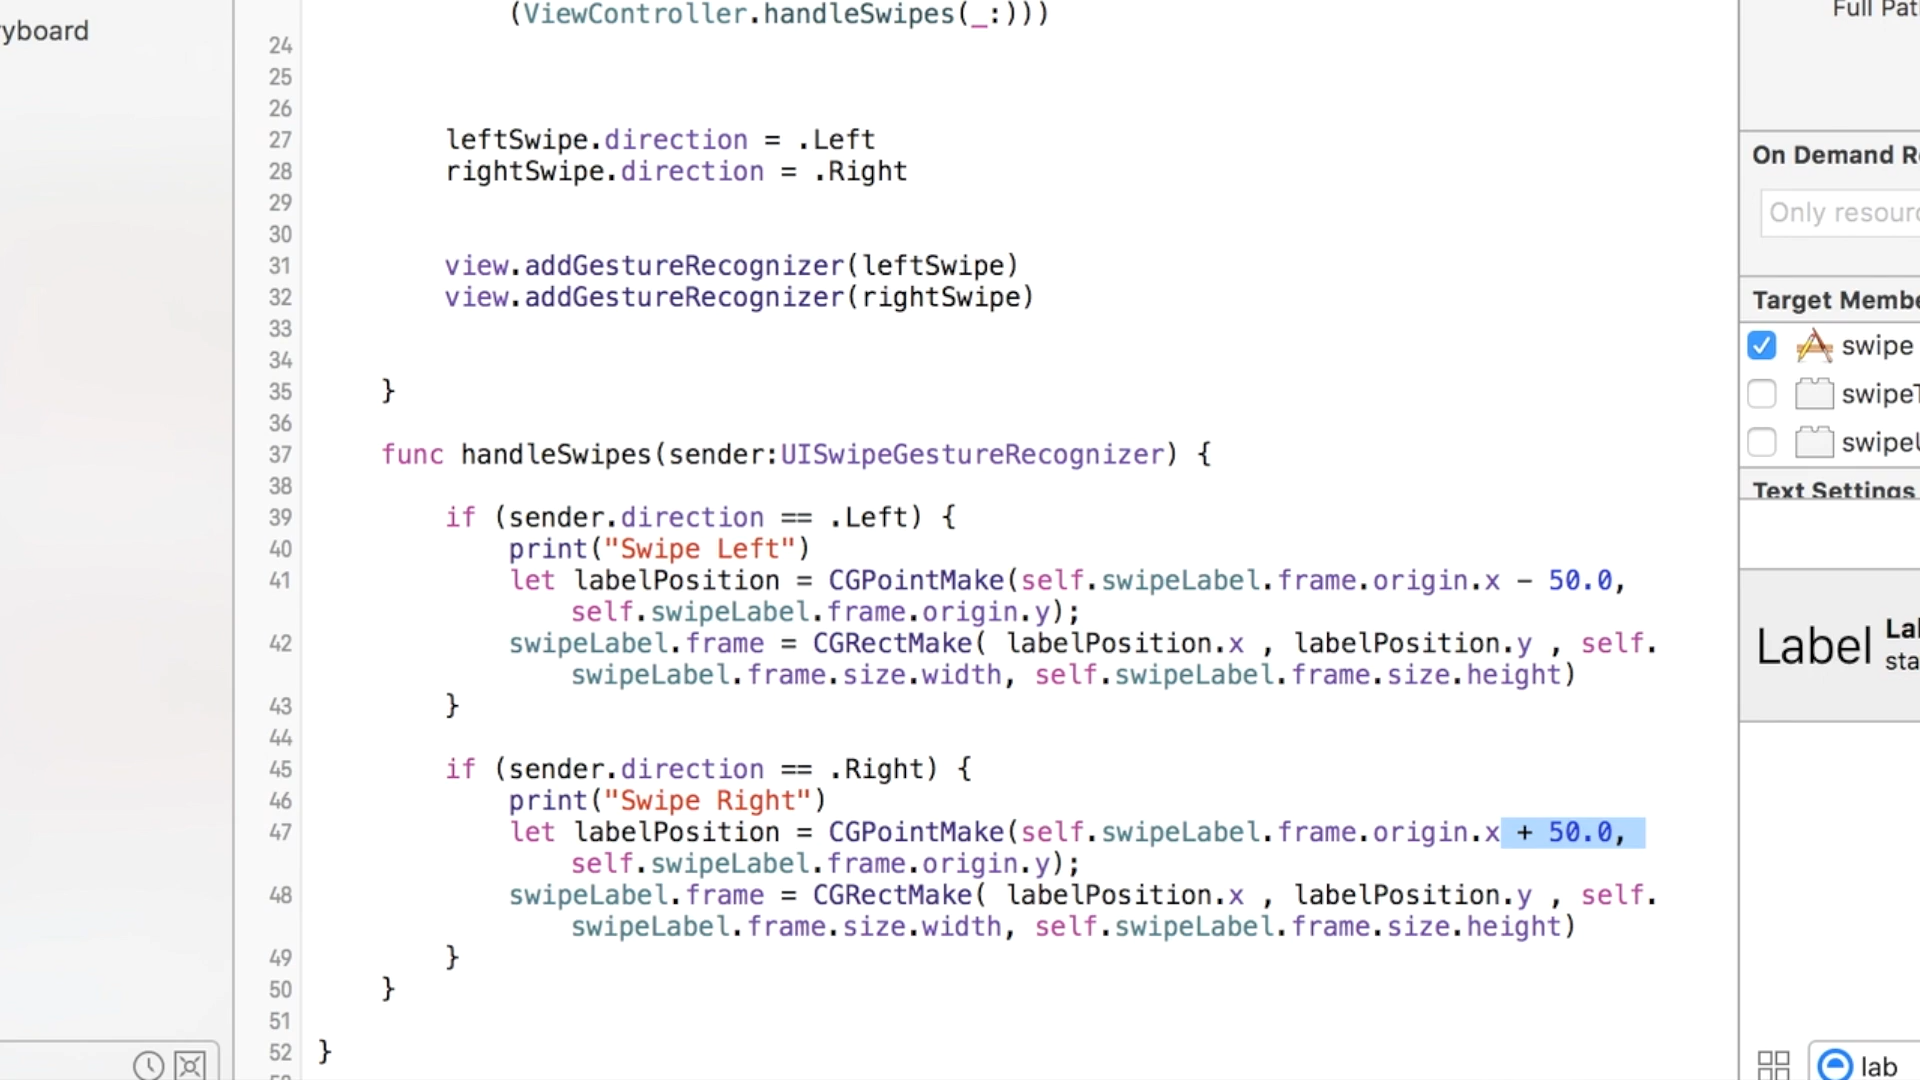 yboard
(ViewController.handleSwipes(_:)))
24
25
26
27 leftSwipe.direction = .Left
28 rightSwipe.direction = .Right
29
30
31 view.addGestureRecognizer(leftSwipe)
32 view.addGestureRecognizer(rightSwipe)
33
34
35 }
36
37 func handleSwipes(sender:UISwipeGestureRecognizer) {
38
39 if (sender.direction == .Left) {
40 print("Swipe Left")
41 let labelPosition = CGPointMake(self.swipeLabel.frame.origin.x - 50.0,
self.swipeLabel.frame.origin.y);
42 swipeLabel.frame = CGRectMake( labelPosition.x , labelPosition.y , self.
swipeLabel.frame.size.width, self.swipeLabel.frame.size.height)
43 }
44
45 if (sender.direction == .Right) {
46 print("Swipe Right")
47 let labelPosition = CGPointMake(self.swipeLabel.frame.origin.x + 50.0,
self.swipeLabel.frame.origin.y);
48 swipeLabel.frame = CGRectMake( labelPosition.x , labelPosition.y , self.
swipeLabel.frame.size.width, self.swipeLabel.frame.size.height)
49 }
50 }
51
52 }
Full Pat
On Demand R
Only resour
Target Membe
swipe
swipeT
swipeU
Text Settings
Label
Lal
sta
lab